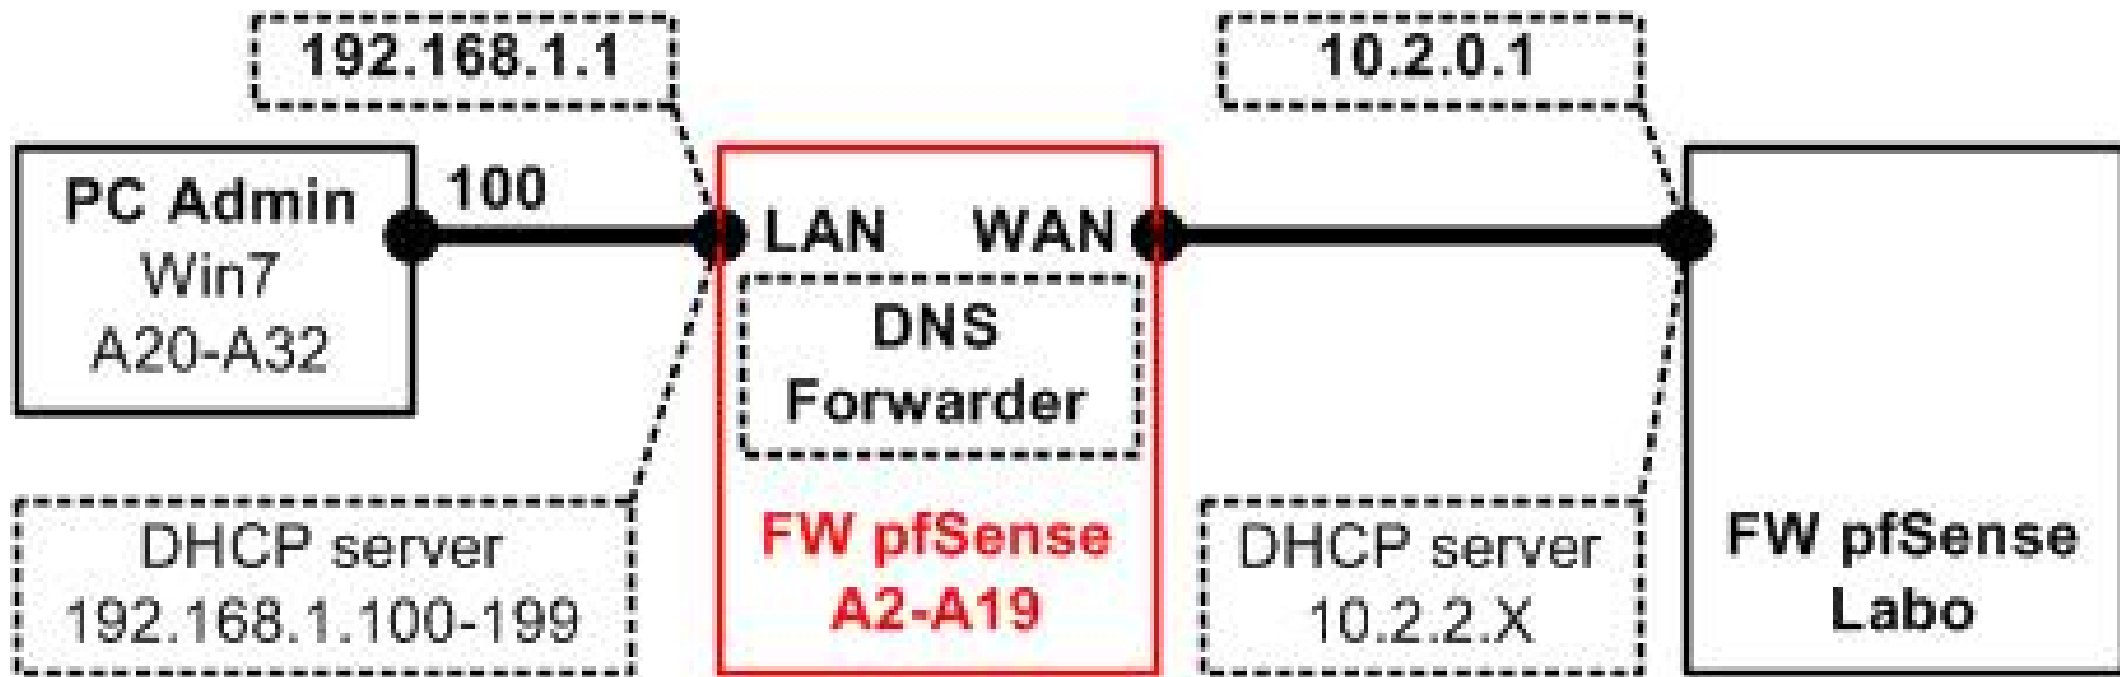 192.168.1.1
10.2.0.1
PC Admin
Win7
A20-A32
100
LAN
WAN
DNS
Forwarder
FW pfSense
A2-A19
DHCP server
192.168.1.100-199
DHCP server
10.2.2.X
FW pfSense
Labo